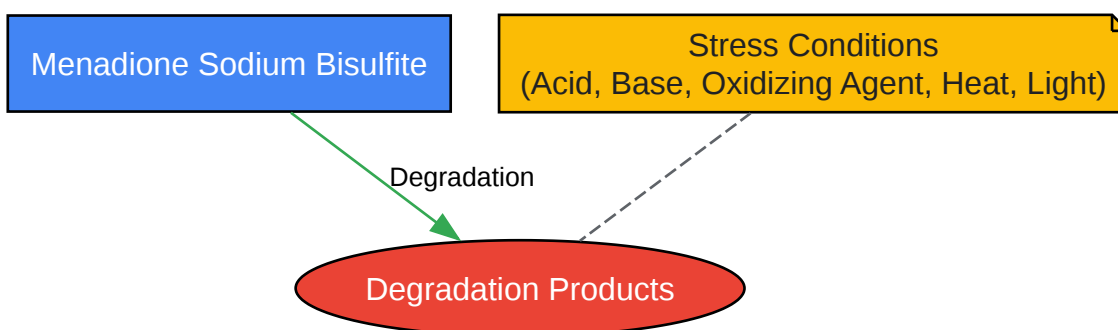 Menadione Sodium Bisulfite
Stress Conditions
(Acid, Base, Oxidizing Agent, Heat, Light)
Degradation
Degradation Products